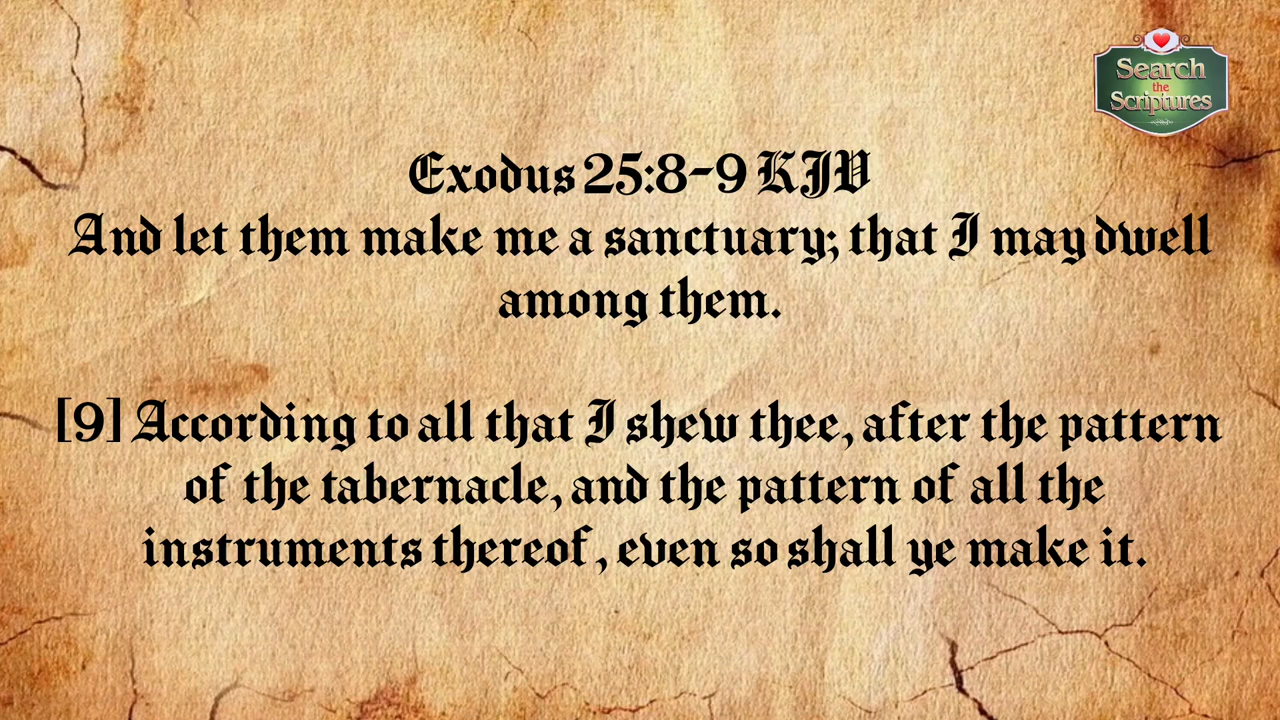 Search
the
Scriptures
Exodus 25:8-9 KJV
And let them make me a sanctuary; that I may dwell
among them.
[9] According to all that I shew thee, after the pattern
of the tabernacle, and the pattern of all the
instruments thereof, even so shall ye make it.